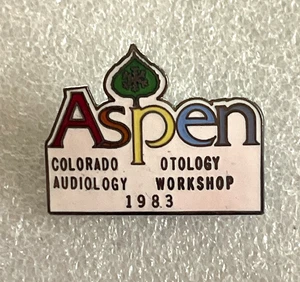 Aspen
COLORADO OTOLOGY
AUDIOLOGY WORKSHOP
1983